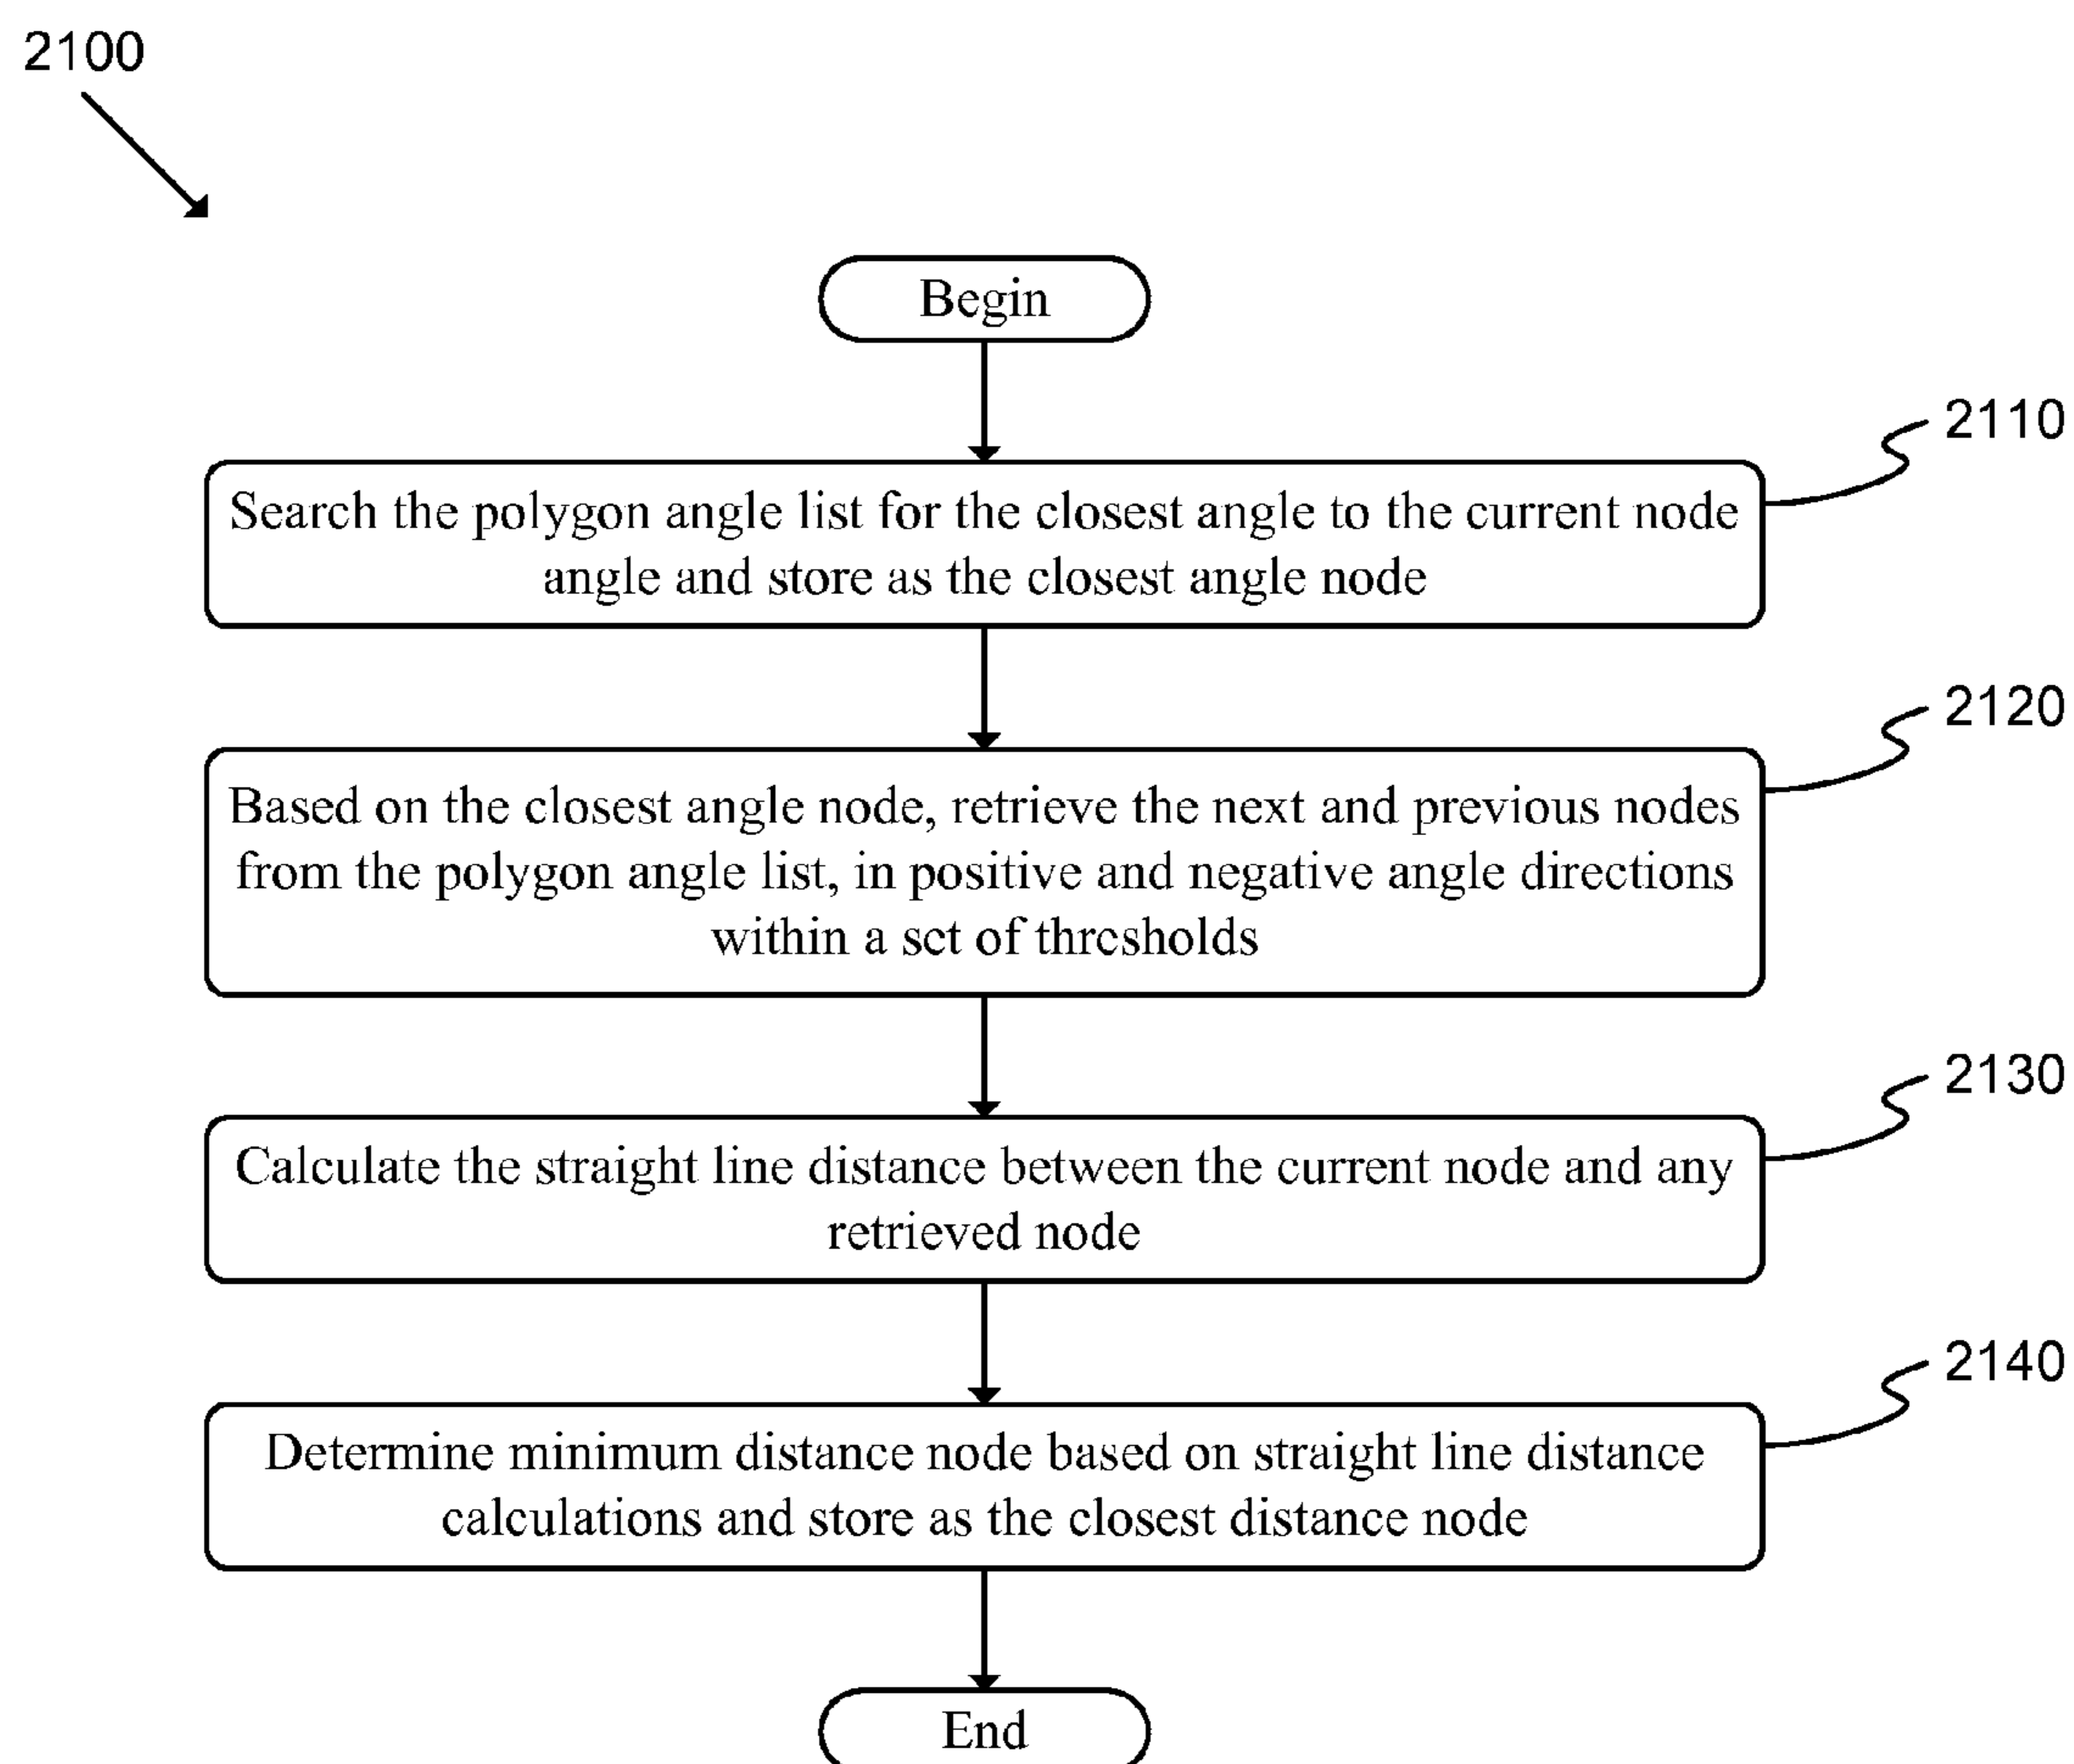 2100
Begin
2110
Search the polygon angle list for the closest angle to the current node
angle and store as the closest angle node
2120
Based on the closest angle node, retrieve the next and previous nodes
from the polygon angle list, in positive and negative angle directions
within a set of thresholds
2130
Calculate the straight line distance between the current node and any
retrieved node
2140
Determine minimum distance node based on straight line distance
calculations and store as the closest distance node
End